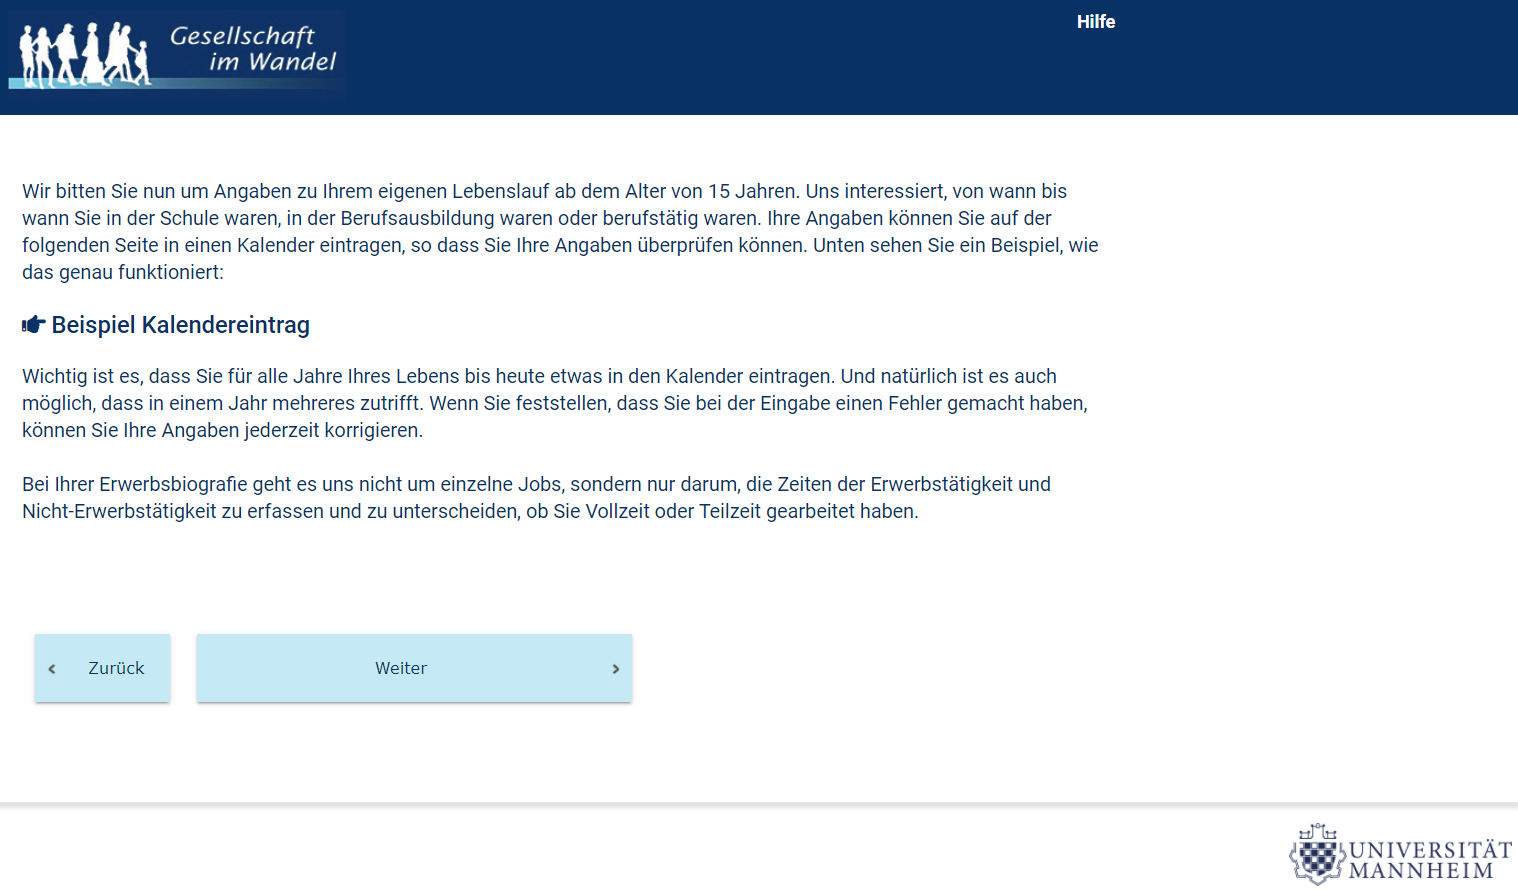 Gesellschaft
im Wandel
Hilfe
Wir bitten Sie nun um Angaben zu Ihrem eigenen Lebenslauf ab dem Alter von 15 Jahren. Uns interessiert, von wann bis
wann Sie in der Schule waren, in der Berufsausbildung waren oder berufstätig waren. Ihre Angaben können Sie auf der
folgenden Seite in einen Kalender eintragen, so dass Sie Ihre Angaben überprüfen können. Unten sehen Sie ein Beispiel, wie
das genau funktioniert:
Beispiel Kalendereintrag
Wichtig ist es, dass Sie für alle Jahre Ihres Lebens bis heute etwas in den Kalender eintragen. Und natürlich ist es auch
möglich, dass in einem Jahr mehreres zutrifft. Wenn Sie feststellen, dass Sie bei der Eingabe einen Fehler gemacht haben,
können Sie Ihre Angaben jederzeit korrigieren.
Bei Ihrer Erwerbsbiografie geht es uns nicht um einzelne Jobs, sondern nur darum, die Zeiten der Erwerbstätigkeit und
Nicht-Erwerbstätigkeit zu erfassen und zu unterscheiden, ob Sie Vollzeit oder Teilzeit gearbeitet haben.
Zurück
Weiter
UNIVERSITÄT
MANNHEIM